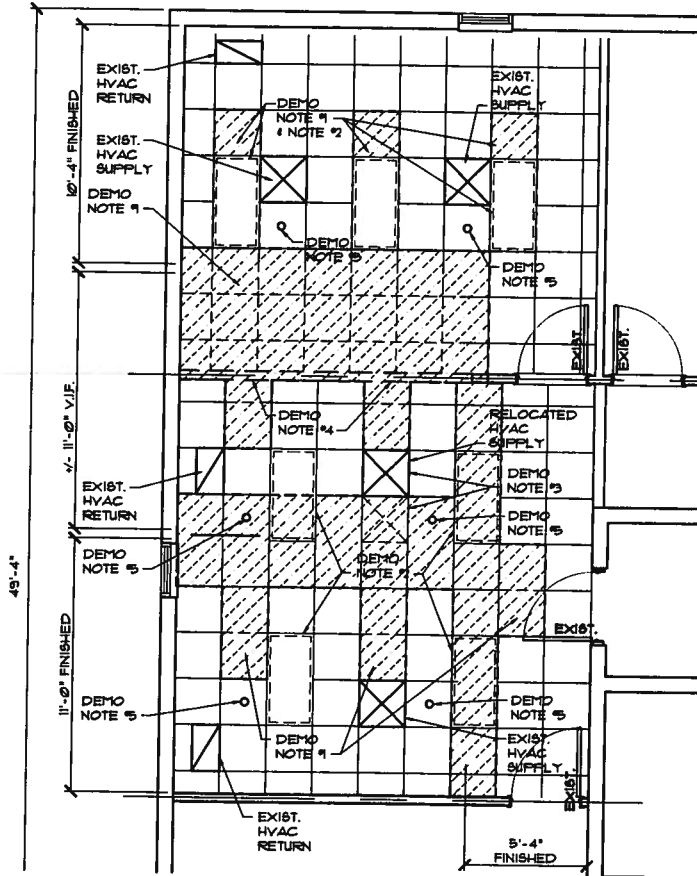 EXIST.
HVAC
RETURN
DEMO
NOTE #1
& NOTE #2
EXIST.
HVAC
SUPPLY
EXIST.
HVAC
SUPPLY
DEMO
NOTE #1
10'-4" FINISHED
DEMO
NOTE #5
DEMO
NOTE #5
EXIST.
EXIST.
+/- 11'-0" V.I.F.
DEMO
NOTE #4
RELOCATED
HVAC
SUPPLY
DEMO
NOTE #3
EXIST.
HVAC
RETURN
DEMO
NOTE #5
DEMO
NOTE #5
DEMO
NOTE
49'-4"
11'-0" FINISHED
EXIST.
DEMO
NOTE #5
DEMO
NOTE #5
DEMO
NOTE #1
EXIST.
HVAC
SUPPLY
EXIST.
EXIST.
HVAC
RETURN
5'-4"
FINISHED